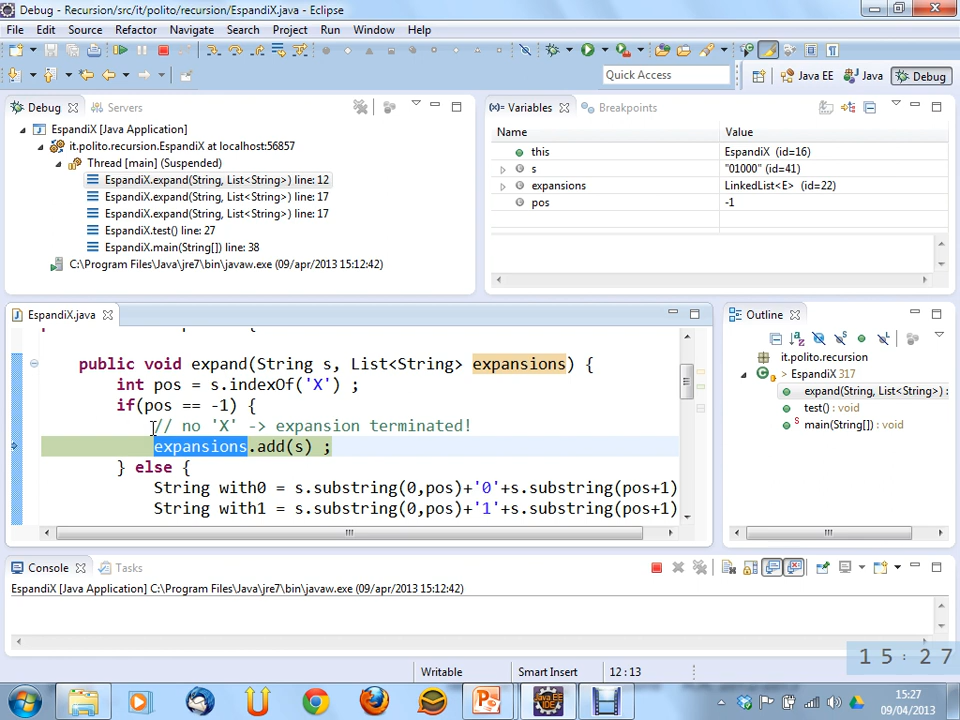 Debug - Recursion/src/it/polito/recursion/EspandiX.java - Eclipse
File Edit Source Refactor Navigate Search Project Run Window Help
Quick Access
Java EE Java Debug
Debug Servers
EspandiX [Java Application]
it.polito.recursion.EspandiX at localhost:56857
Thread [main] (Suspended)
EspandiX.expand(String, List<String>) line: 12
EspandiX.expand(String, List<String>) line: 17
EspandiX.expand(String, List<String>) line: 17
EspandiX.test() line: 27
EspandiX.main(String[]) line: 38
C:\Program Files\Java\jre7\bin\javaw.exe (09/apr/2013 15:12:42)
(x)= Variables Breakpoints
Name Value
this EspandiX (id=16)
s "01000" (id=41)
expansions LinkedList<E> (id=22)
pos -1
EspandiX.java
public void expand(String s, List<String> expansions) {
int pos = s.indexOf('X') ;
if(pos == -1) {
// no 'X' -> expansion terminated!
expansions.add(s) ;
} else {
String with0 = s.substring(0,pos)+'0'+s.substring(pos+1)
String with1 = s.substring(0,pos)+'1'+s.substring(pos+1)
Outline
it.polito.recursion
> EspandiX 317
expand(String, List<String>) :
test() : void
main(String[]) : void
Console Tasks
EspandiX [Java Application] C:\Program Files\Java\jre7\bin\javaw.exe (09/apr/2013 15:12:42)
15:27
Writable Smart Insert 12:13
15:27
09/04/2013